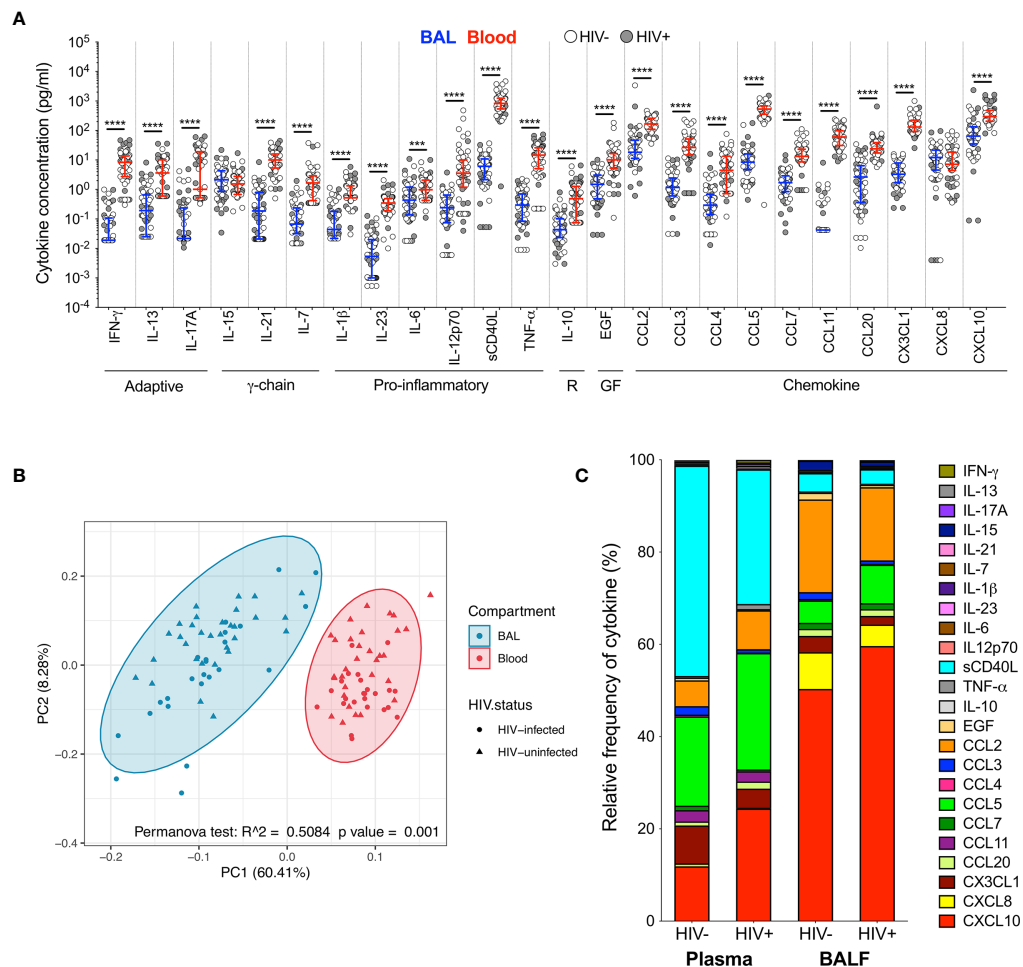 A
BAL Blood HIV- HIV+
Cytokine concentration (pg/ml)
10^5
10^4
10^3
10^2
10^1
10^0
10^-1
10^-2
10^-3
10^-4
**** **** **** **** **** **** **** *** **** **** **** **** **** **** **** **** **** **** **** **** **** ****
IFN-γ IL-13 IL-17A IL-15 IL-21 IL-7 IL-1β IL-23 IL-6 IL-12p70 sCD40L TNF-α IL-10 EGF CCL2 CCL3 CCL4 CCL5 CCL7 CCL11 CCL20 CX3CL1 CXCL8 CXCL10
Adaptive γ-chain Pro-inflammatory R GF Chemokine
B
PC2 (8.28%)
0.2
0.0
−0.2
−0.4
Permanova test: R^2 = 0.5084 p value = 0.001
−0.2 −0.1 0.0 0.1
PC1 (60.41%)
Compartment
BAL
Blood
HIV.status
HIV−infected
HIV−uninfected
C
Relative frequency of cytokine (%)
100
80
60
40
20
0
HIV- HIV+ HIV- HIV+
Plasma BALF
IFN-γ
IL-13
IL-17A
IL-15
IL-21
IL-7
IL-1β
IL-23
IL-6
IL12p70
sCD40L
TNF-α
IL-10
EGF
CCL2
CCL3
CCL4
CCL5
CCL7
CCL11
CCL20
CX3CL1
CXCL8
CXCL10